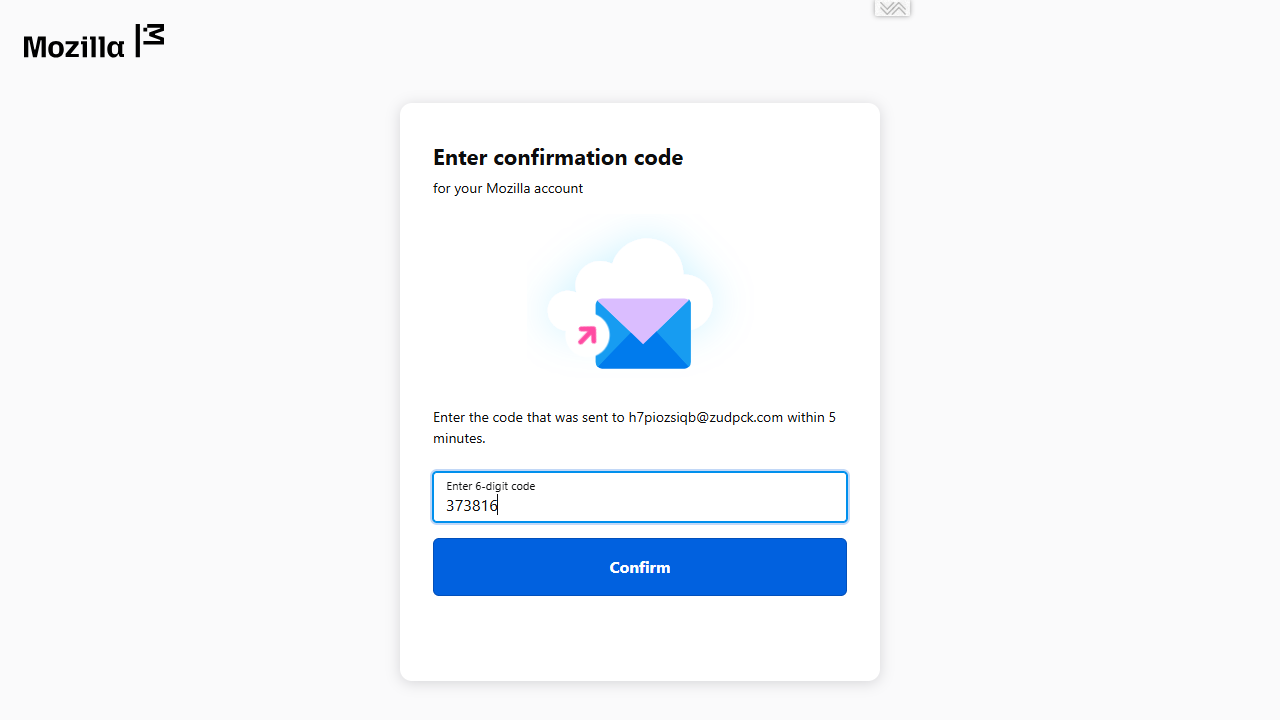 Mozilla
Enter confirmation code
for your Mozilla account
Enter the code that was sent to h7piozsiqb@zudpck.com within 5
minutes.
Enter 6-digit code
373816
Confirm